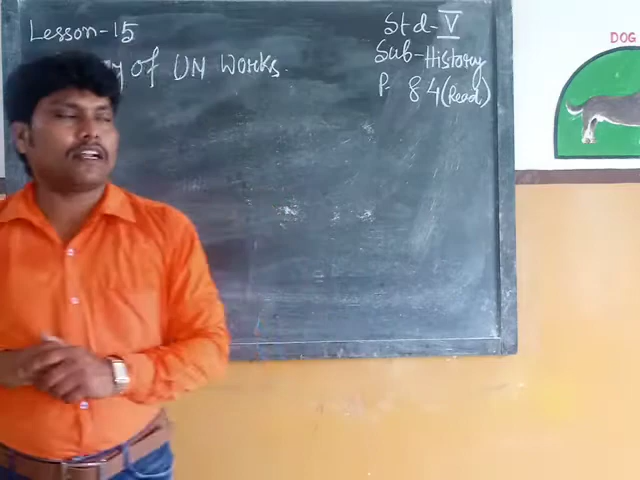 Lesson-15
y of UN Works.
Std-V
Sub-History
P. 84 (Read)
DOG